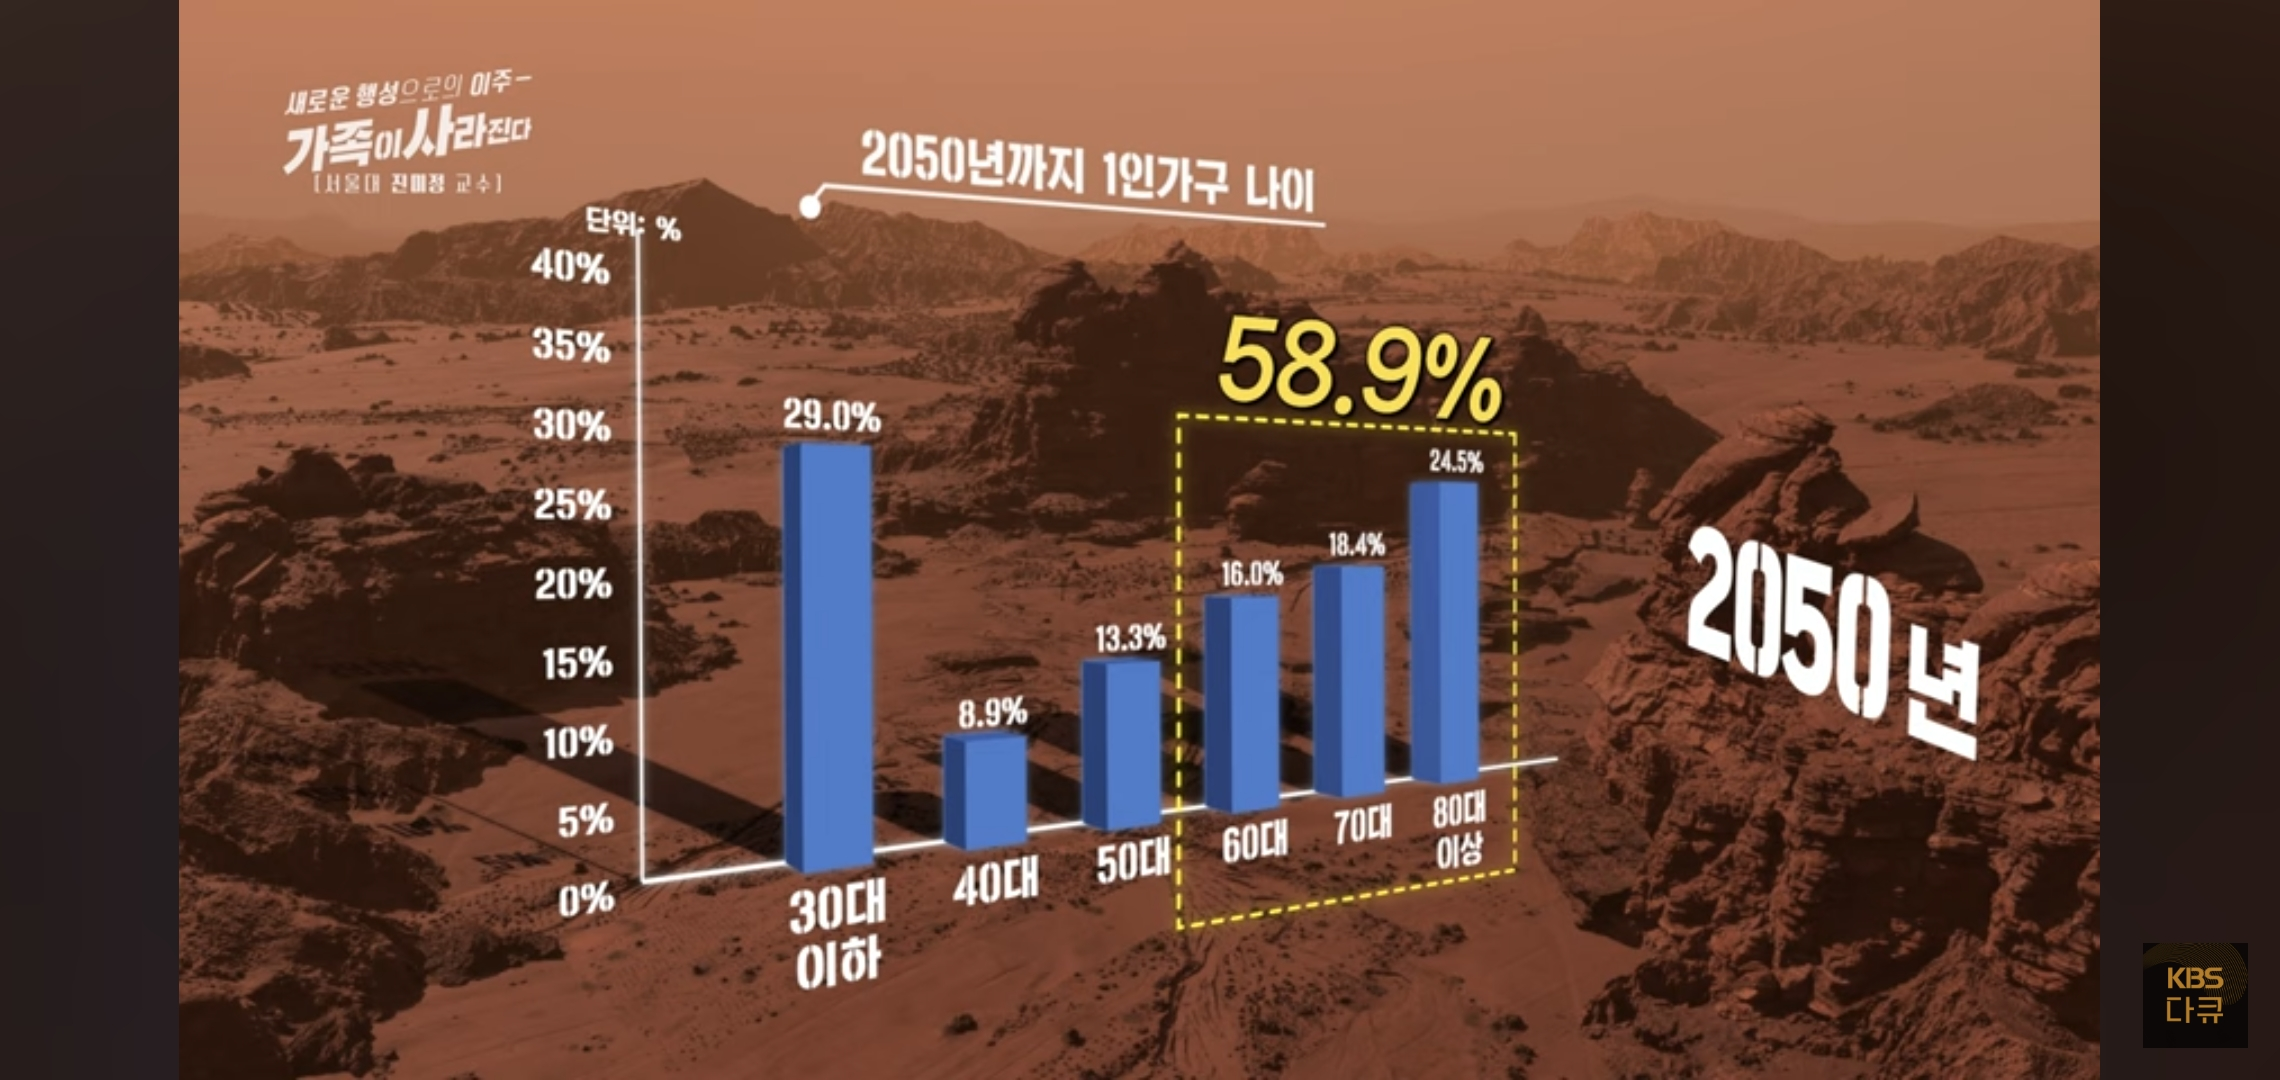 새로운 행성으로의 이주-
가족이 사라진다
[서울대 진미정 교수]
2050년까지 1인가구 나이
단위: %
40%
35%
30%
25%
20%
15%
10%
5%
0%
58.9%
29.0%
8.9%
13.3%
16.0%
18.4%
24.5%
30대
이하
40대
50대
60대
70대
80대
이상
2050년
KBS
다큐